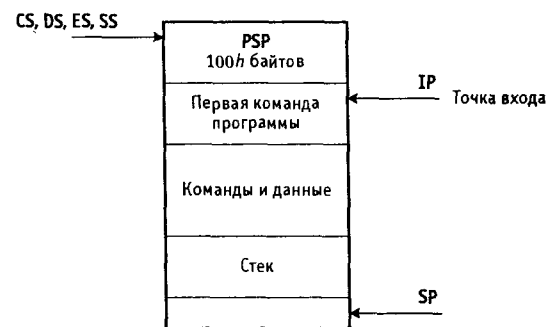 CS, DS, ES, SS
PSP
100h байтов
IP
Точка входа
Первая команда
программы
Команды и данные
Стек
SP